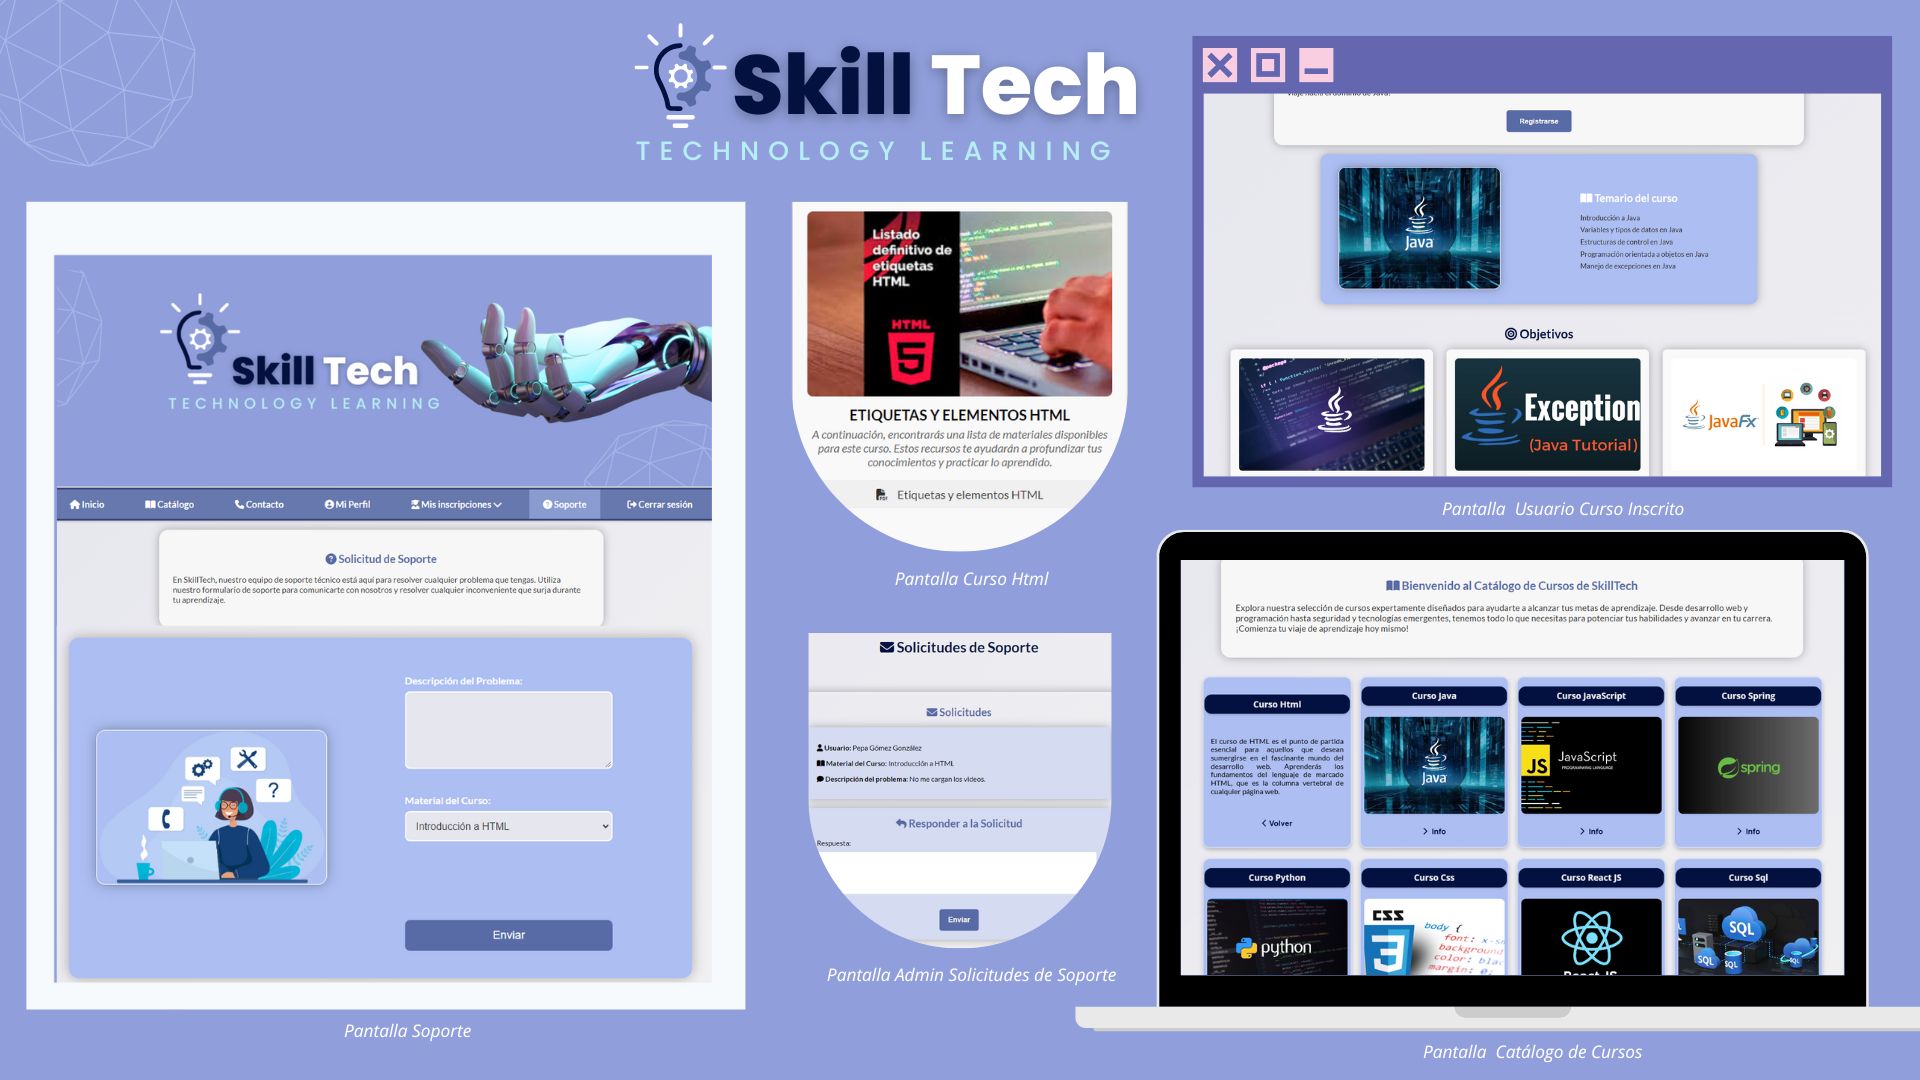 Skill Tech
TECHNOLOGY LEARNING
Skill Tech
TECHNOLOGY LEARNING
Inicio
Catálogo
Contacto
Mi Perfil
Mis inscripciones
Soporte
Cerrar sesión
Solicitud de Soporte
En SkillTech, nuestro equipo de soporte técnico está aquí para resolver cualquier problema que tengas. Utiliza
nuestro formulario de soporte para comunicarte con nosotros y resolver cualquier inconveniente que surja durante
tu aprendizaje.
Descripción del Problema:
?
Material del Curso:
Introducción a HTML
Enviar
Pantalla Soporte
Listado
definitivo de
etiquetas
HTML
HTML
5
ETIQUETAS Y ELEMENTOS HTML
A continuación, encontrarás una lista de materiales disponibles
para este curso. Estos recursos te ayudarán a profundizar tus
conocimientos y practicar lo aprendido.
PDF
Etiquetas y elementos HTML
Pantalla Curso Html
Solicitudes de Soporte
Solicitudes
Usuario: Pepa Gómez González
Material del Curso: Introducción a HTML
Descripción del problema: No me cargan los videos.
Responder a la Solicitud
Respuesta:
Enviar
Pantalla Admin Solicitudes de Soporte
Registrarse
Java
Temario del curso
Introducción a Java
Variables y tipos de datos en Java
Estructuras de control en Java
Programación orientada a objetos en Java
Manejo de excepciones en Java
Objetivos
Exception
(Java Tutorial)
JavaFx
Pantalla Usuario Curso Inscrito
Bienvenido al Catálogo de Cursos de SkillTech
Explora nuestra selección de cursos expertamente diseñados para ayudarte a alcanzar tus metas de aprendizaje. Desde desarrollo web y
programación hasta seguridad y tecnologías emergentes, tenemos todo lo que necesitas para potenciar tus habilidades y avanzar en tu carrera.
¡Comienza tu viaje de aprendizaje hoy mismo!
Curso Html
El curso de HTML es el punto de partida
esencial para aquellos que desean
sumergirse en el fascinante mundo del
desarrollo web. Aprenderás los
fundamentos del lenguaje de marcado
HTML, que es la columna vertebral de
cualquier página web.
Volver
Curso Java
Java
Info
Curso JavaScript
JS
JavaScript
PROGRAMMING LANGUAGE
Info
Curso Spring
spring
Info
Curso Python
python
Curso Css
CSS
3
body {
font: x-sm
background
color: blac
margin: 0;
Curso React JS
React JS
Curso Sql
SQL
SQL
SQL
SQL
Pantalla Catálogo de Cursos